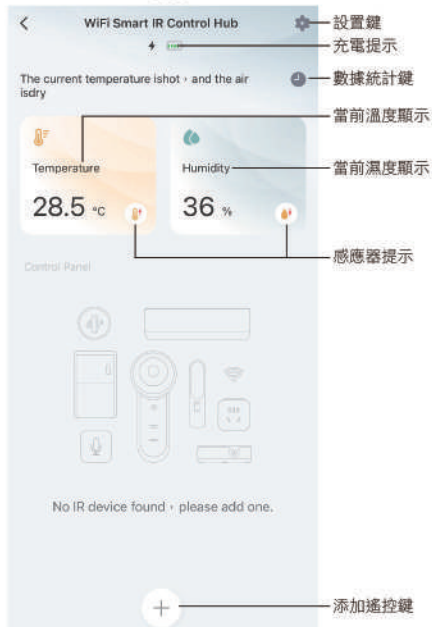 WiFi Smart IR Control Hub
設置鍵
充電提示
The current temperature ishot，and the air
isdry
數據統計鍵
當前溫度顯示
Temperature
Humidity
當前濕度顯示
28.5 °C
36 %
感應器提示
Control Panel
No IR device found，please add one.
添加遙控鍵